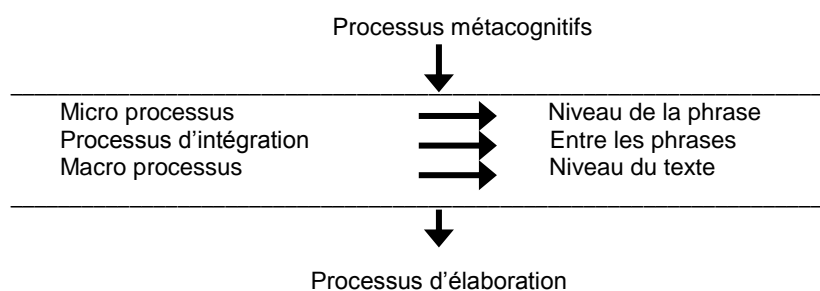 Processus métacognitifs
Micro processus Niveau de la phrase
Processus d'intégration Entre les phrases
Macro processus Niveau du texte
Processus d'élaboration